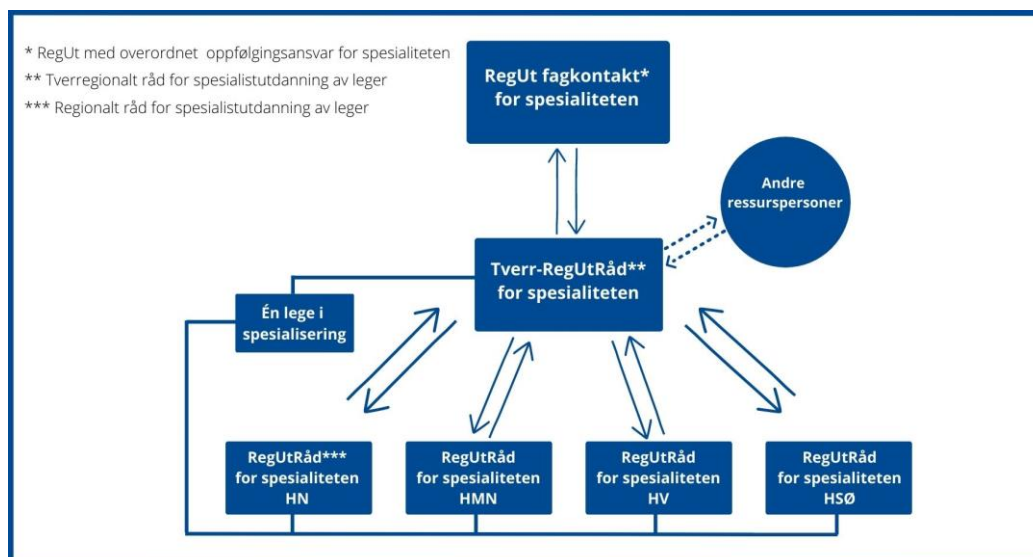 * RegUt med overordnet oppfølgingsansvar for spesialiteten
** Tverregionalt råd for spesialistutdanning av leger
*** Regionalt råd for spesialistutdanning av leger
RegUt fagkontakt*
for spesialiteten
Andre
ressurspersoner
Tverr-RegUtRåd**
for spesialiteten
Én lege i
spesialisering
RegUtRåd***
for spesialiteten
HN
RegUtRåd
for spesialiteten
HMN
RegUtRåd
for spesialiteten
HV
RegUtRåd
for spesialiteten
HSØ